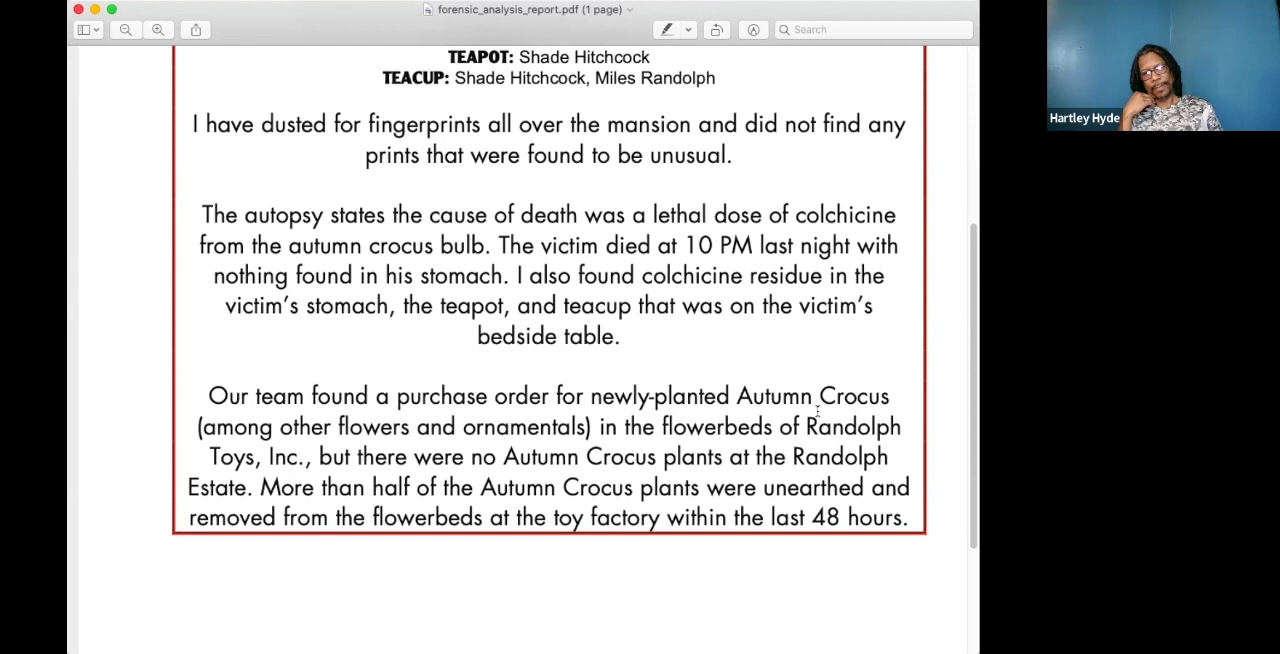 forensic_analysis_report.pdf (1 page)
Search
TEAPOT: Shade Hitchcock
TEACUP: Shade Hitchcock, Miles Randolph
I have dusted for fingerprints all over the mansion and did not find any
prints that were found to be unusual.
The autopsy states the cause of death was a lethal dose of colchicine
from the autumn crocus bulb. The victim died at 10 PM last night with
nothing found in his stomach. I also found colchicine residue in the
victim's stomach, the teapot, and teacup that was on the victim's
bedside table.
Our team found a purchase order for newly-planted Autumn Crocus
(among other flowers and ornamentals) in the flowerbeds of Randolph
Toys, Inc., but there were no Autumn Crocus plants at the Randolph
Estate. More than half of the Autumn Crocus plants were unearthed and
removed from the flowerbeds at the toy factory within the last 48 hours.
Hartley Hyde